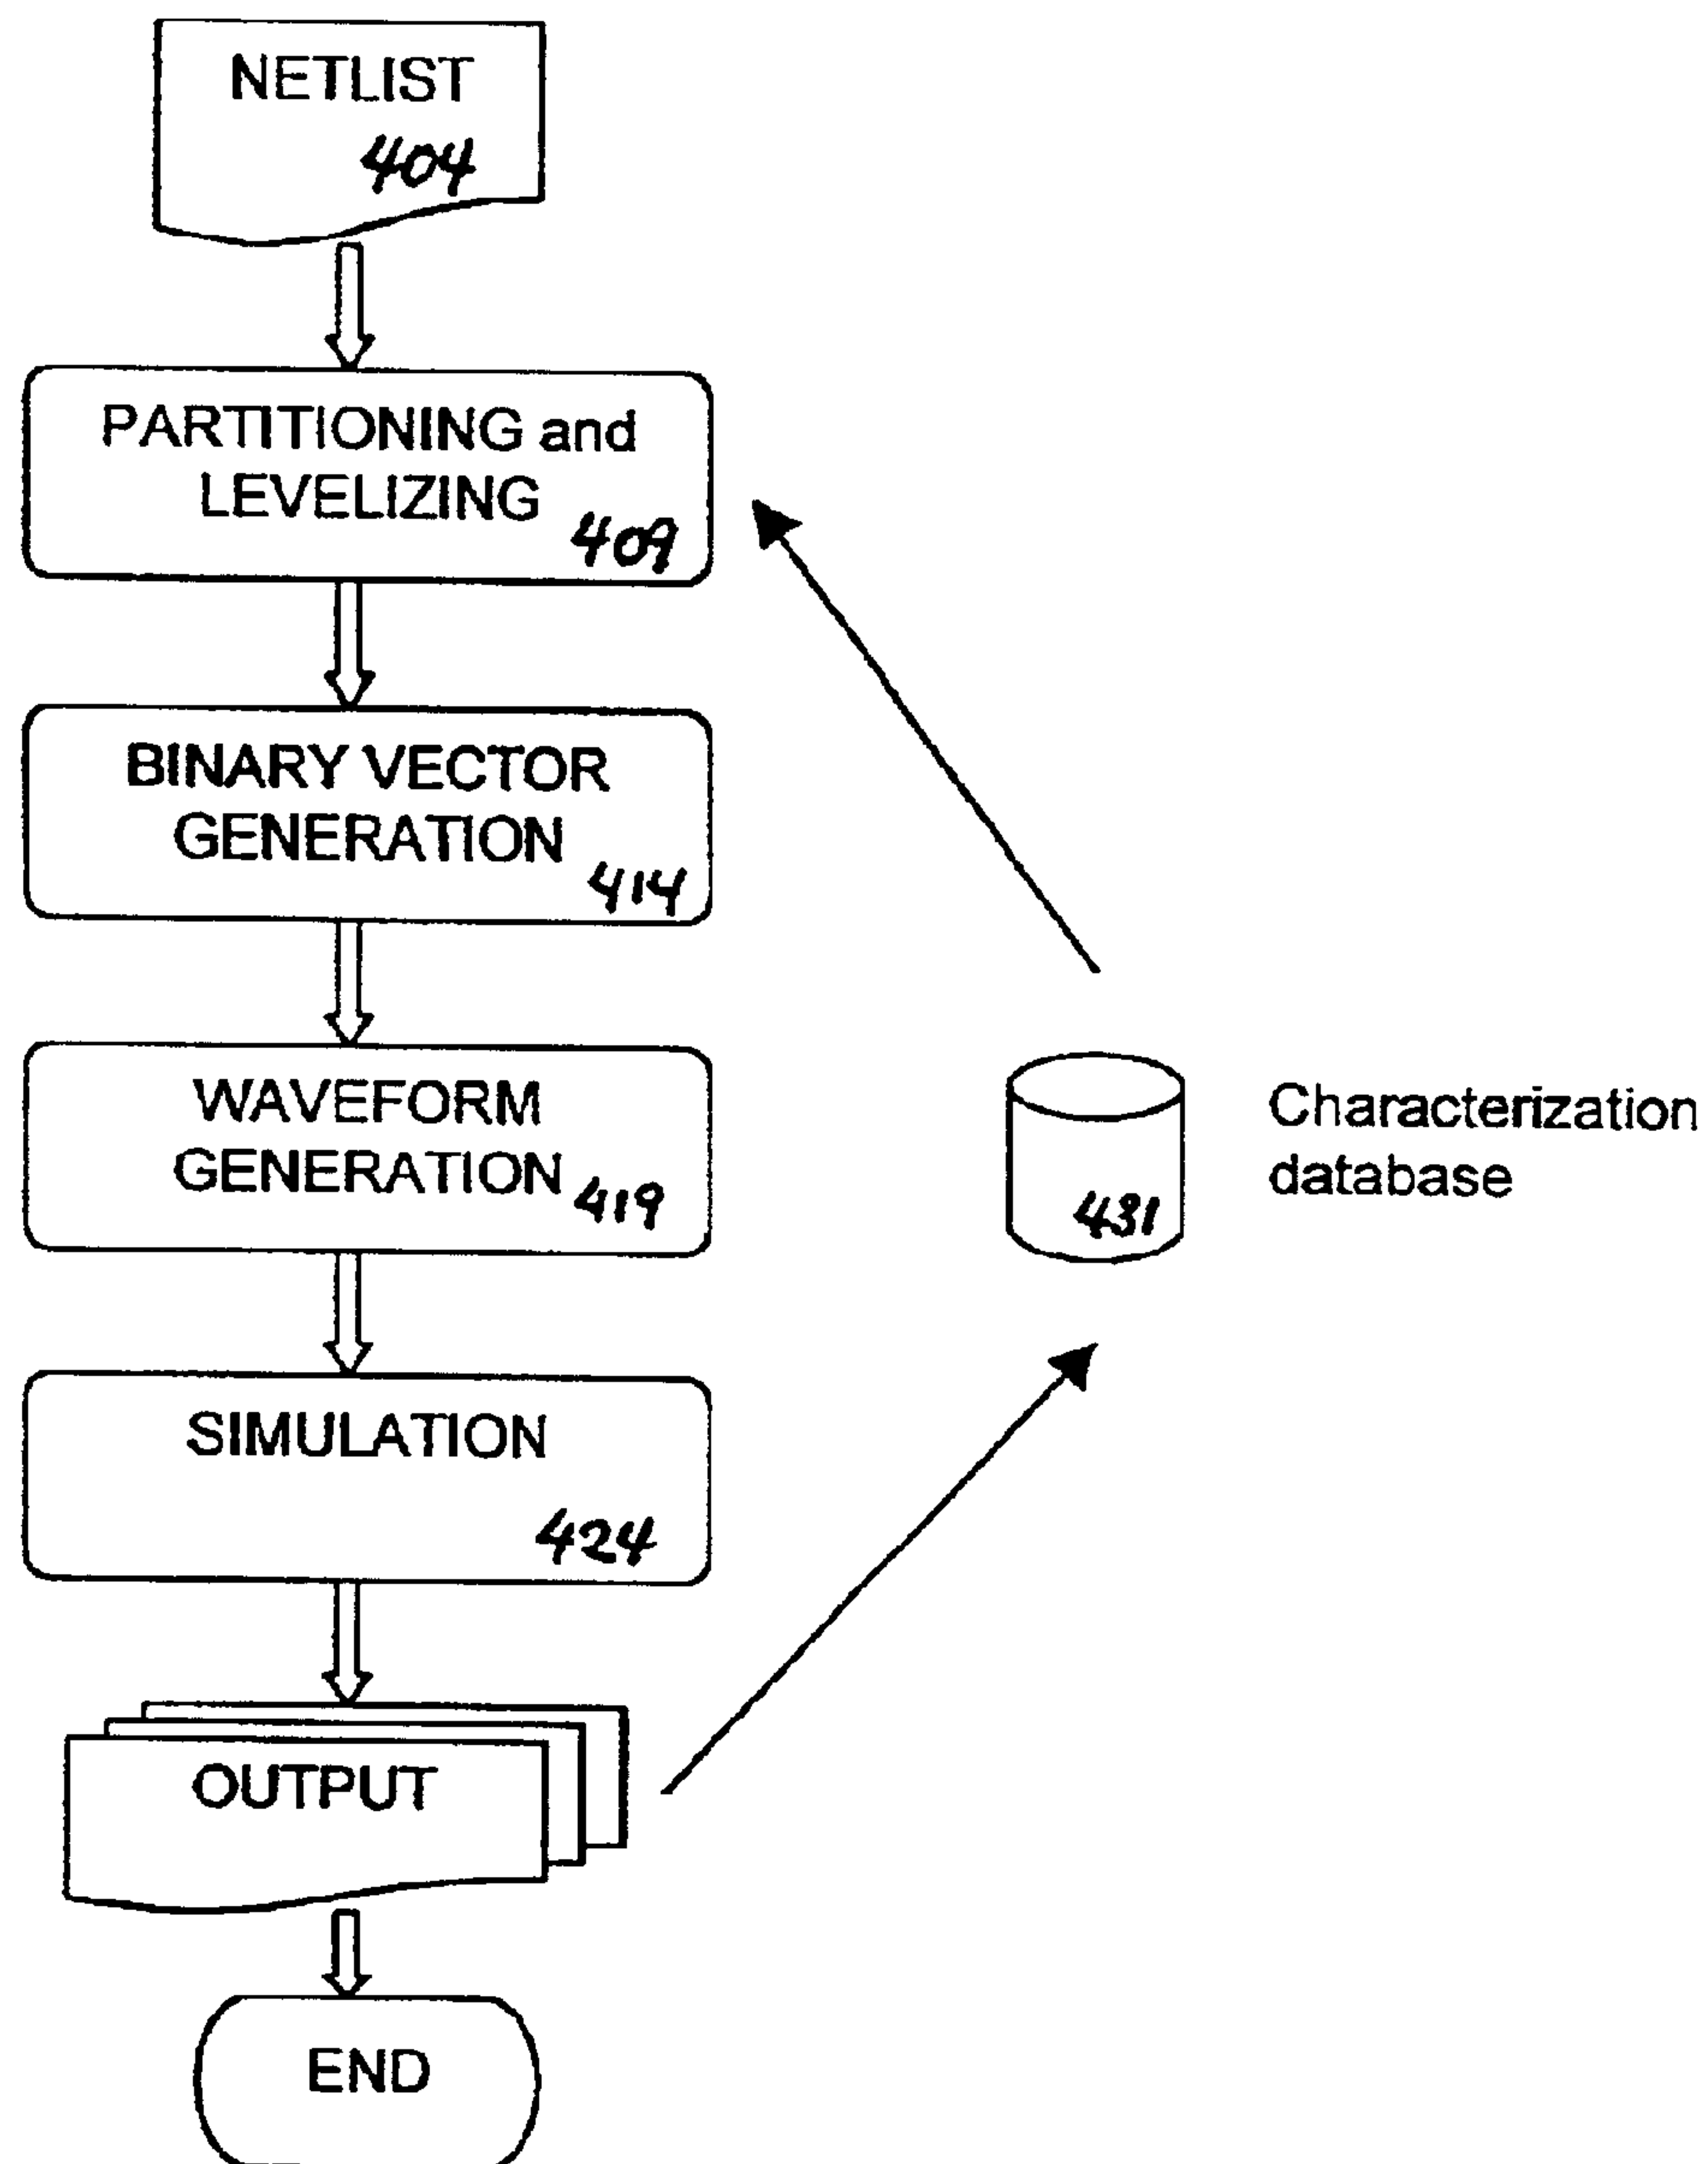 NETLIST
404
PARTITIONING and
LEVELIZING
409
BINARY VECTOR
GENERATION
414
WAVEFORM
GENERATION
419
Characterization
database
431
SIMULATION
424
OUTPUT
END